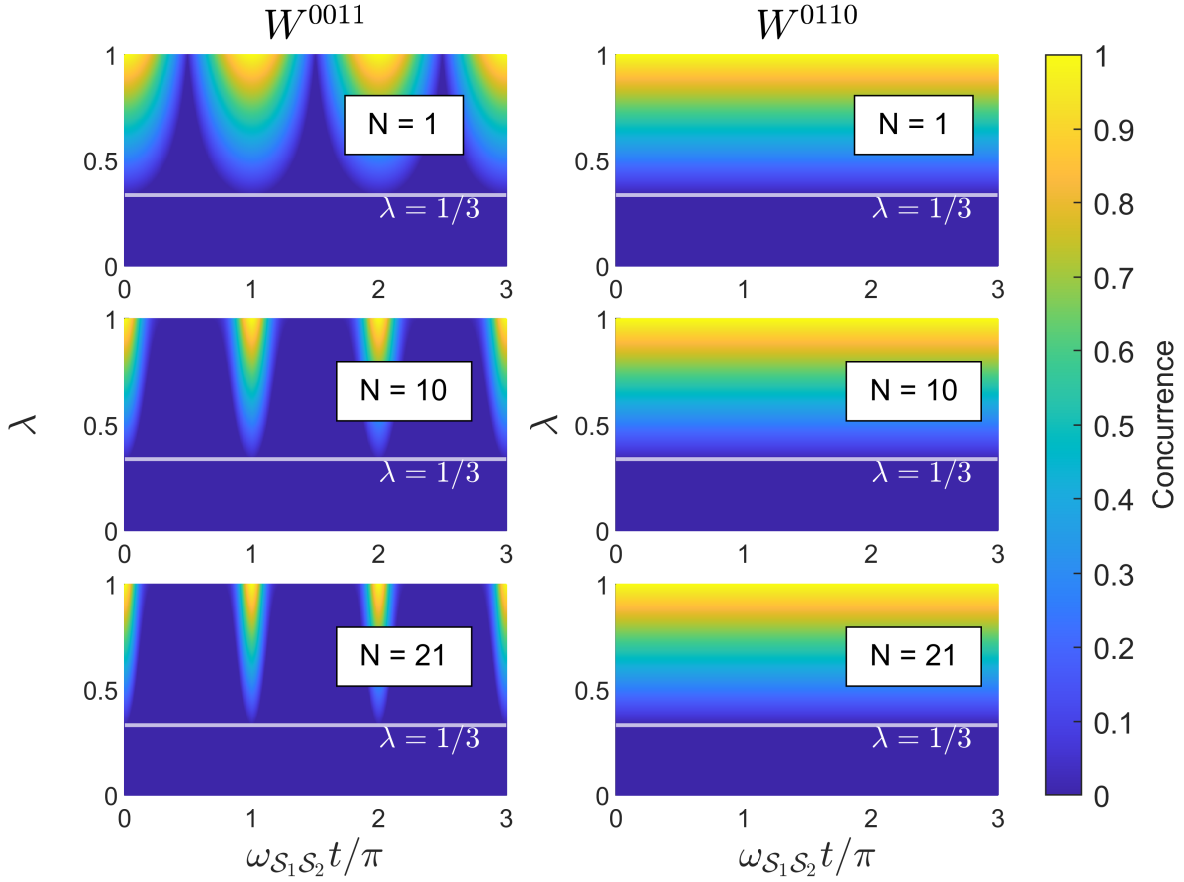 W^0011 W^0110
1 1
N = 1 N = 1
0.5 0.5
λ = 1/3 λ = 1/3
0 0
0 1 2 3 0 1 2 3
1 1
N = 10 N = 10
0.5 0.5
λ = 1/3 λ = 1/3
0 0
0 1 2 3 0 1 2 3
1 1
N = 21 N = 21
0.5 0.5
λ = 1/3 λ = 1/3
0 0
0 1 2 3 0 1 2 3
λ λ
ω_{𝒮_1𝒮_2}t/π ω_{𝒮_1𝒮_2}t/π
1
0.9
0.8
0.7
0.6
0.5
0.4
0.3
0.2
0.1
0
Concurrence